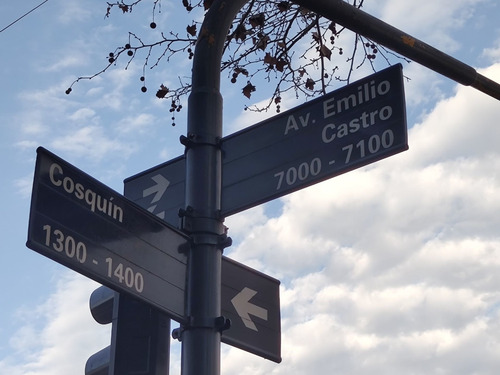 Av. Emilio
Castro
7000 - 7100
Cosquín
1300 - 1400